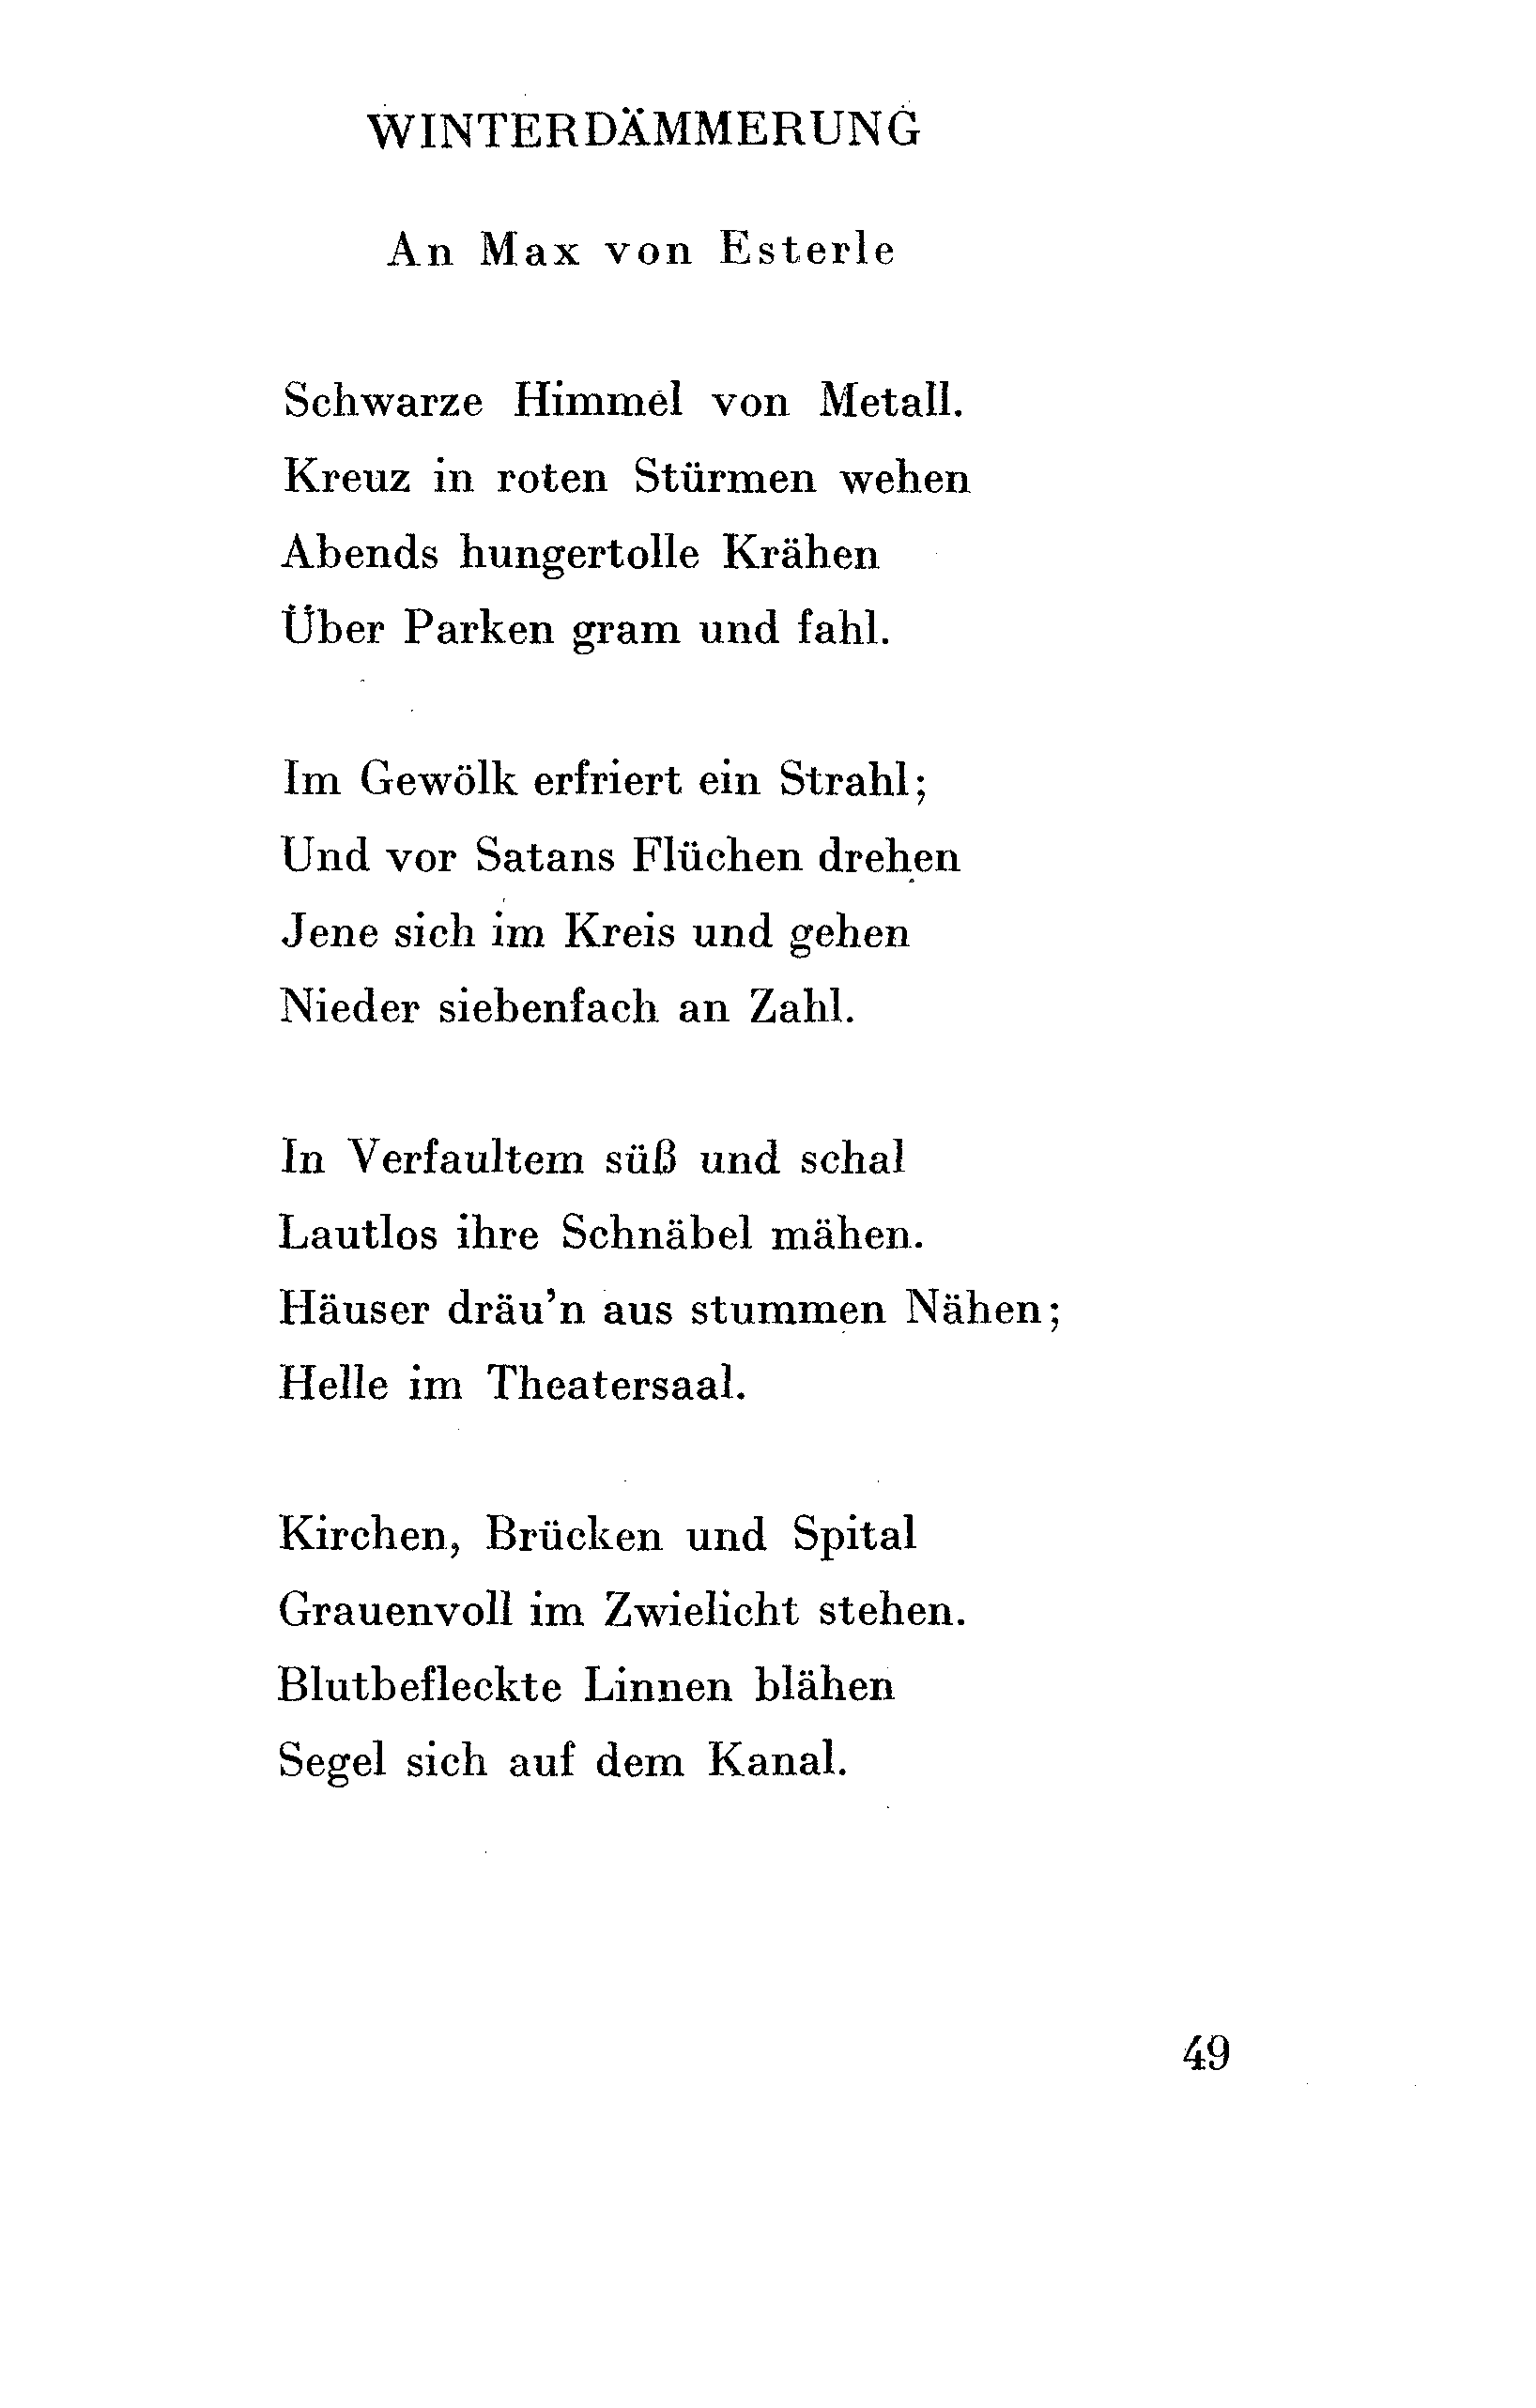 WINTERDÄMMERUNG
An Max von Esterle
Schwarze Himmel von Metall.
Kreuz in roten Stürmen wehen
Abends hungertolle Krähen
Über Parken gram und fahl.
Im Gewölk erfriert ein Strahl;
Und vor Satans Flüchen drehen
Jene sich im Kreis und gehen
Nieder siebenfach an Zahl.
In Verfaultem süß und schal
Lautlos ihre Schnäbel mähen.
Häuser dräu'n aus stummen Nähen;
Helle im Theatersaal.
Kirchen, Brücken und Spital
Grauenvoll im Zwielicht stehen.
Blutbefleckte Linnen blähen
Segel sich auf dem Kanal.
49